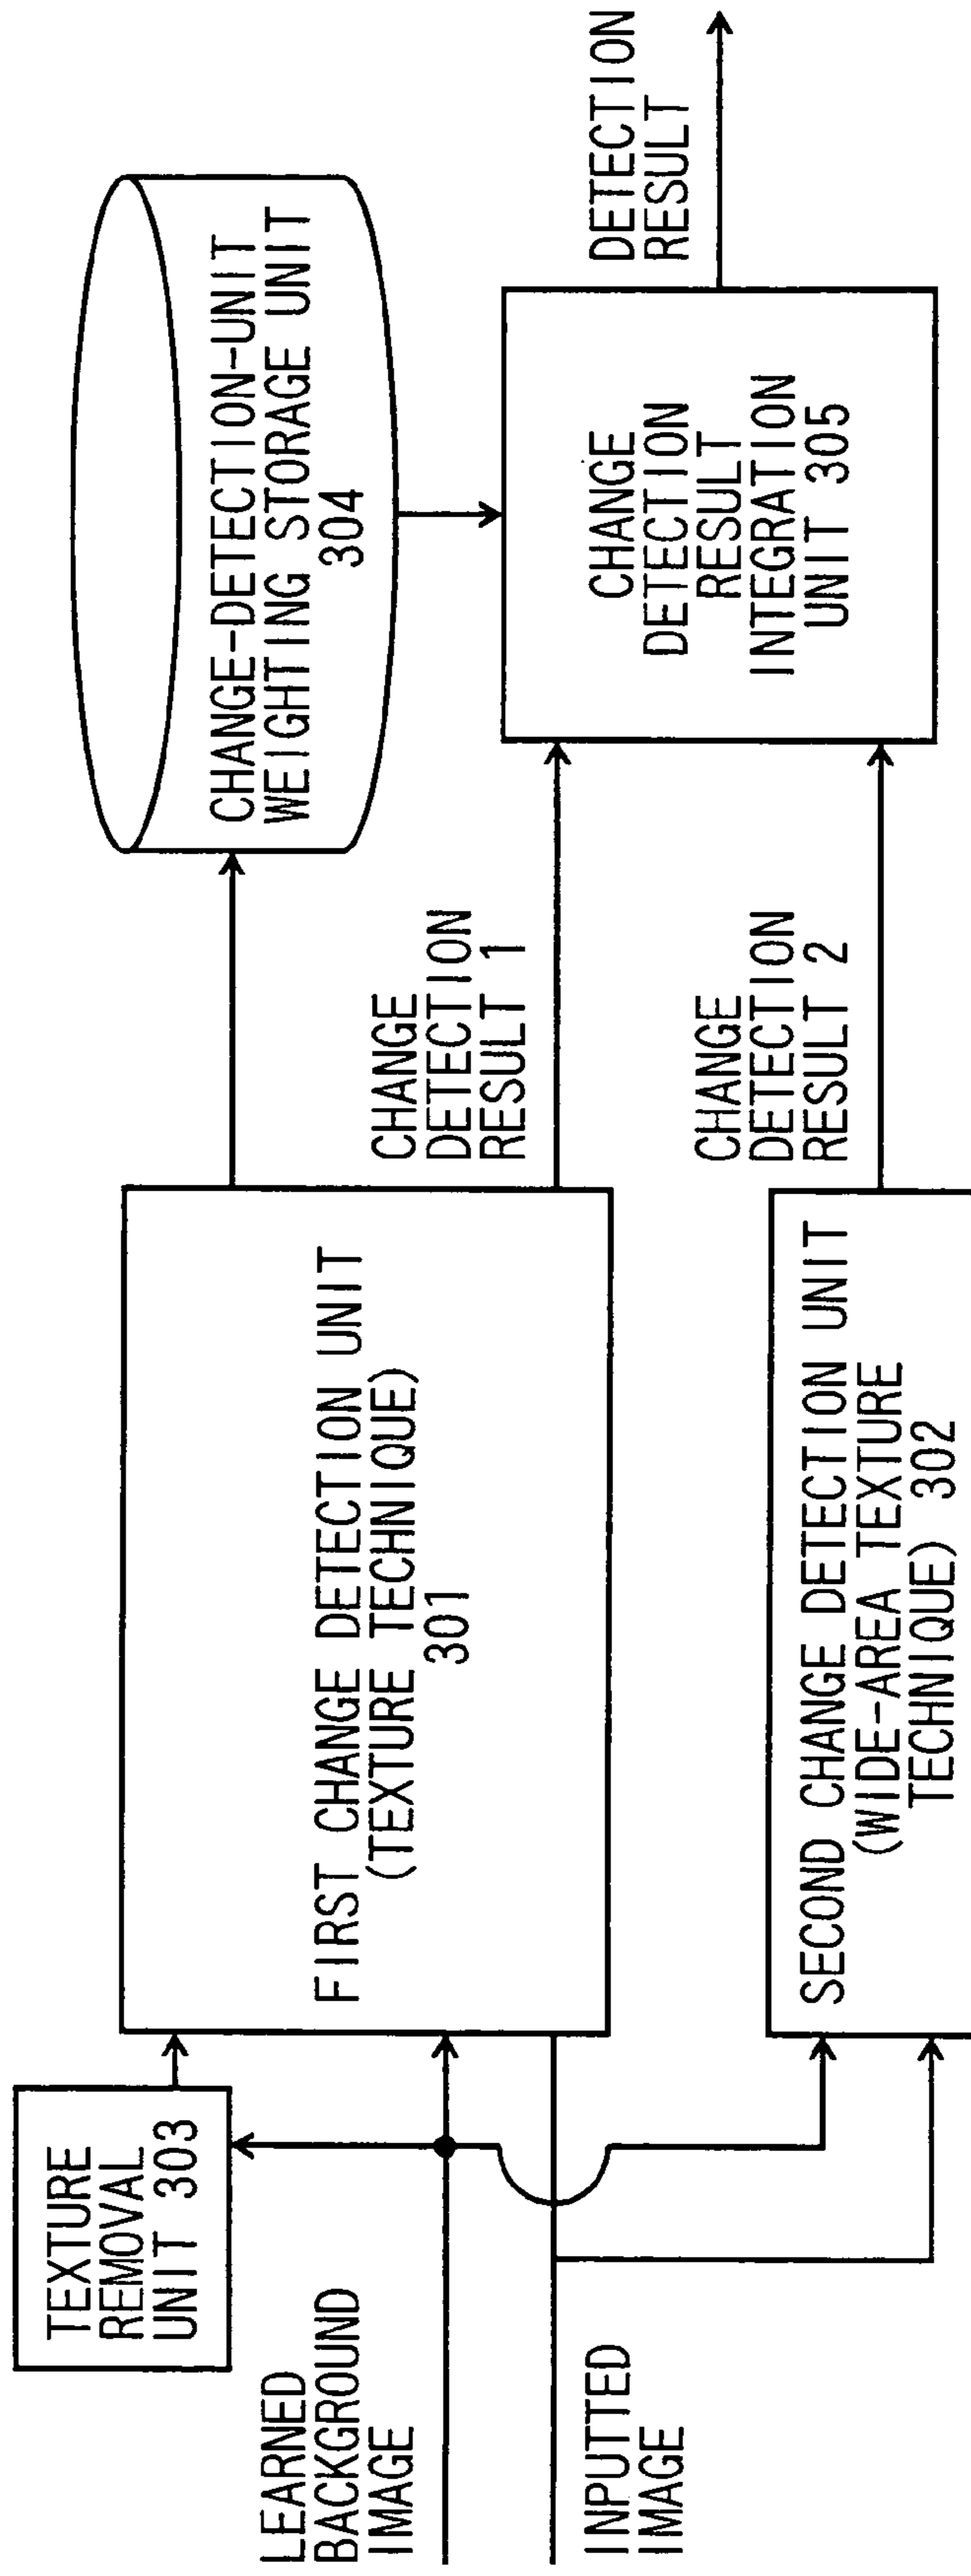 TEXTURE
REMOVAL
UNIT 303
LEARNED
BACKGROUND
IMAGE
INPUTTED
IMAGE
FIRST CHANGE DETECTION UNIT
(TEXTURE TECHNIQUE)
301
SECOND CHANGE DETECTION UNIT
(WIDE-AREA TEXTURE
TECHNIQUE) 302
CHANGE
DETECTION
RESULT 1
CHANGE
DETECTION
RESULT 2
CHANGE-DETECTION-UNIT
WEIGHTING STORAGE UNIT
304
CHANGE
DETECTION
RESULT
INTEGRATION
UNIT 305
DETECTION
RESULT